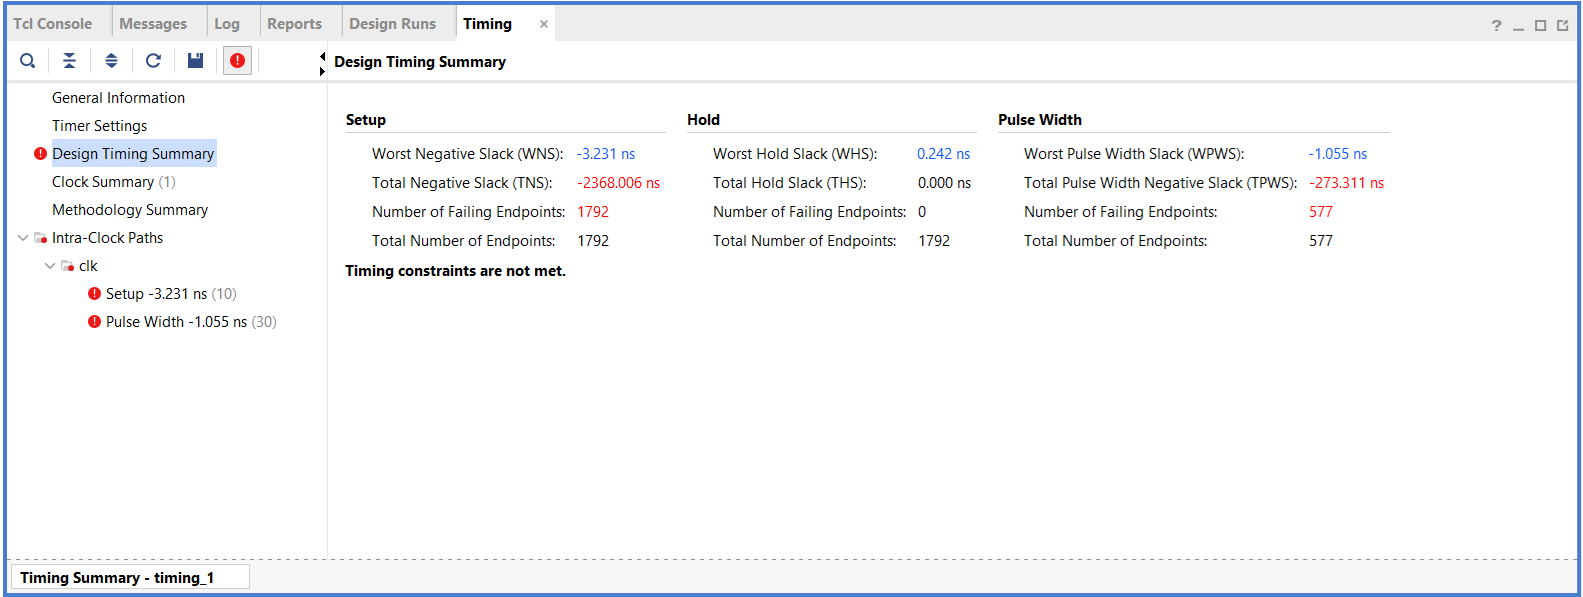 Tcl Console Messages Log Reports Design Runs Timing ×
? 
Design Timing Summary
General Information
Timer Settings
Design Timing Summary
Clock Summary (1)
Methodology Summary
Intra-Clock Paths
clk
Setup -3.231 ns (10)
Pulse Width -1.055 ns (30)
Setup Hold Pulse Width
Worst Negative Slack (WNS): -3.231 ns Worst Hold Slack (WHS): 0.242 ns Worst Pulse Width Slack (WPWS): -1.055 ns
Total Negative Slack (TNS): -2368.006 ns Total Hold Slack (THS): 0.000 ns Total Pulse Width Negative Slack (TPWS): -273.311 ns
Number of Failing Endpoints: 1792 Number of Failing Endpoints: 0 Number of Failing Endpoints: 577
Total Number of Endpoints: 1792 Total Number of Endpoints: 1792 Total Number of Endpoints: 577
Timing constraints are not met.
Timing Summary - timing_1